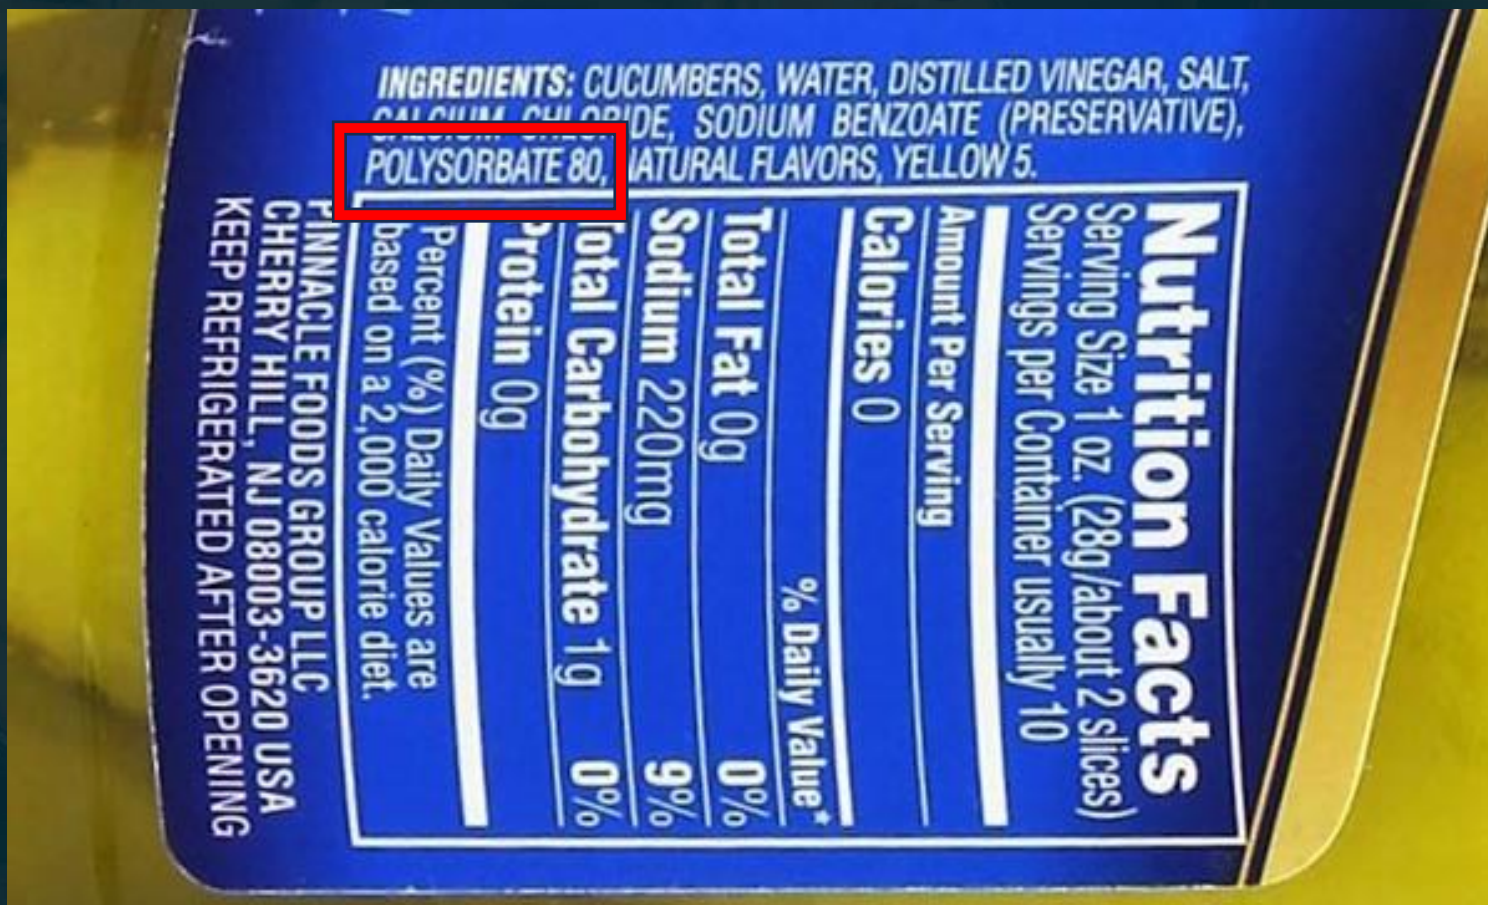 INGREDIENTS: CUCUMBERS, WATER, DISTILLED VINEGAR, SALT,
CALCIUM CHLORIDE, SODIUM BENZOATE (PRESERVATIVE),
POLYSORBATE 80, NATURAL FLAVORS, YELLOW 5.
Nutrition Facts
Serving Size 1 oz. (28g/about 2 slices)
Servings per Container usually 10
Amount Per Serving
Calories 0
% Daily Value*
Total Fat 0g 0%
Sodium 220mg 9%
Total Carbohydrate 1g 0%
Protein 0g
Percent (%) Daily Values are
based on a 2,000 calorie diet.
PINNACLE FOODS GROUP LLC
CHERRY HILL, NJ 08003-3620 USA
KEEP REFRIGERATED AFTER OPENING